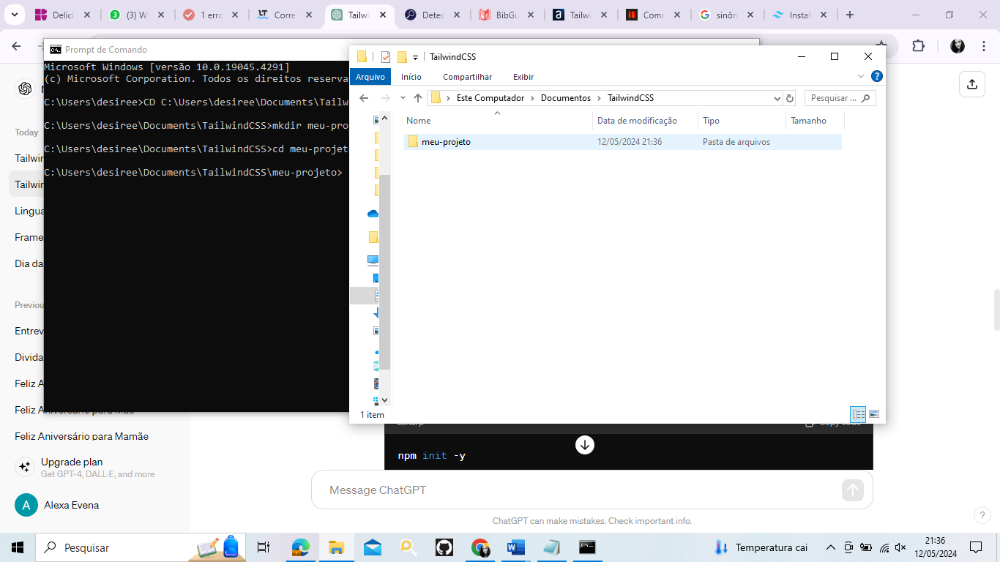 Delici
(3) W
1 erro
Corre
Tailwi
Detec
BibGu
Tailwi
Como
sinôn
Instal
Prompt de Comando
Microsoft Windows [versão 10.0.19045.4291]
(c) Microsoft Corporation. Todos os direitos reserva
C:\Users\desiree>CD C:\Users\desiree\Documents\Tailw
C:\Users\desiree\Documents\TailwindCSS>mkdir meu-pro
C:\Users\desiree\Documents\TailwindCSS>cd meu-projet
C:\Users\desiree\Documents\TailwindCSS\meu-projeto>
TailwindCSS
Arquivo
Início
Compartilhar
Exibir
Este Computador > Documentos > TailwindCSS
Pesquisar ...
Nome
Data de modificação
Tipo
Tamanho
meu-projeto
12/05/2024 21:36
Pasta de arquivos
1 item
Today
Tailwin
Tailwin
Lingua
Frame
Dia da
Previou
Entrev
Divida
Feliz A
Feliz Aniversário para Mãe
Feliz Aniversário para Mamãe
Upgrade plan
Get GPT-4, DALL·E, and more
A
Alexa Evena
csharp
Copy code
npm init -y
Message ChatGPT
ChatGPT can make mistakes. Check important info.
?
Pesquisar
Temperatura cai
21:36
12/05/2024